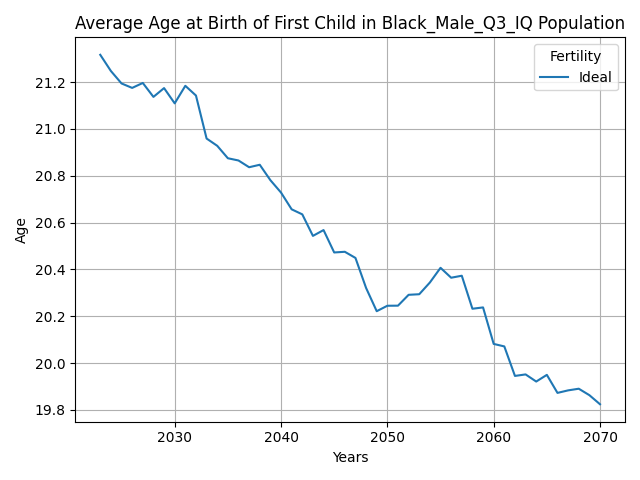 Average Age at Birth of First Child in Black_Male_Q3_IQ Population
Fertility
Ideal
21.2
21.0
20.8
20.6
20.4
20.2
20.0
19.8
Age
2030 2040 2050 2060 2070
Years